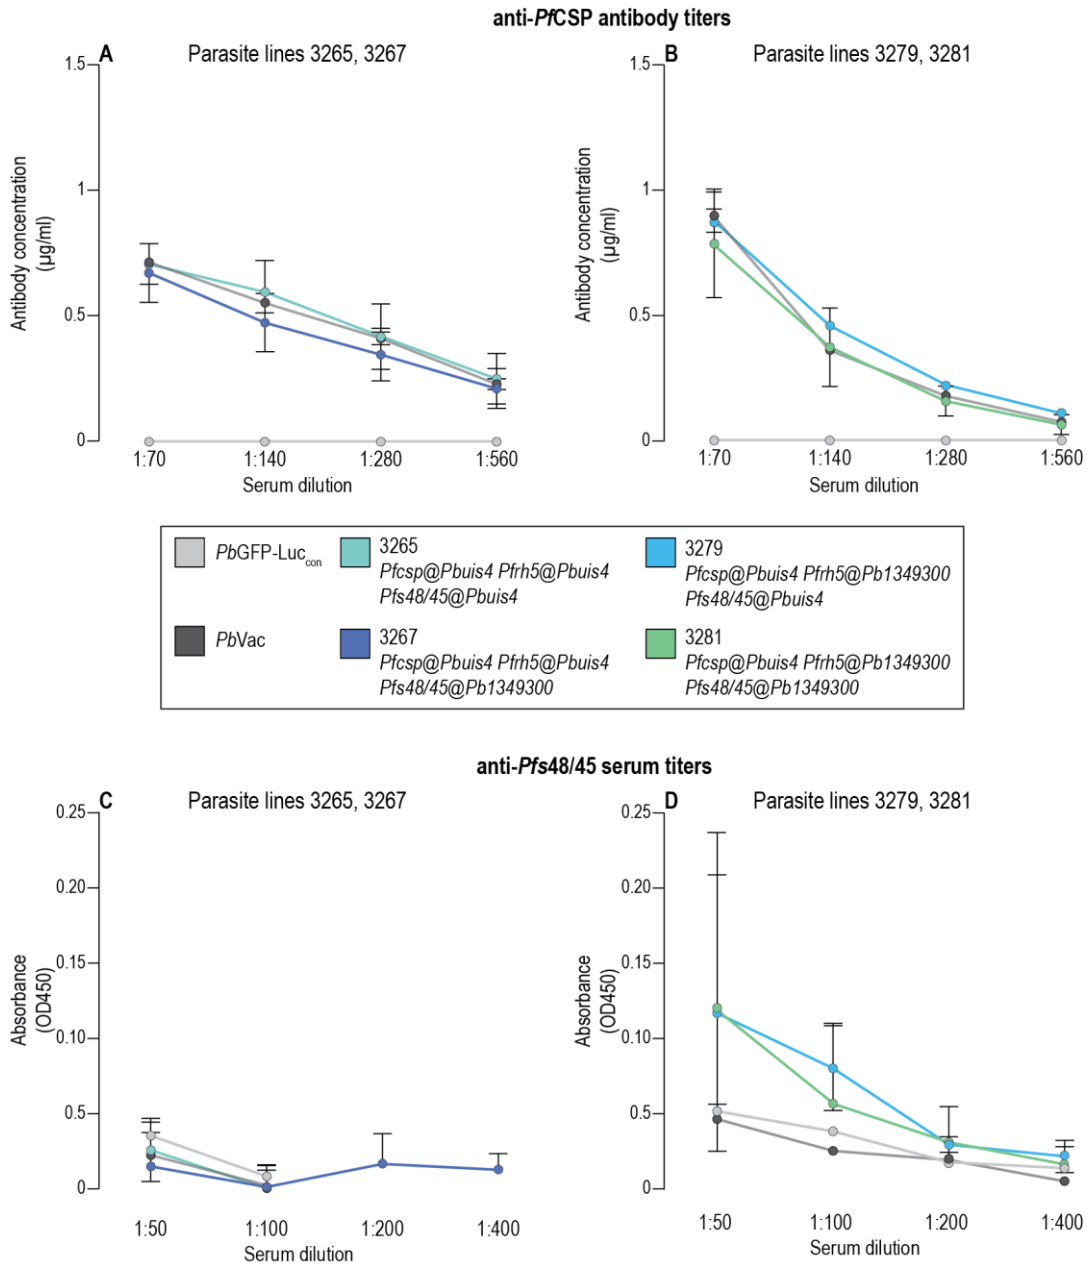 anti-PfCSP antibody titers
A
Parasite lines 3265, 3267
1.5
1
0.5
0
Antibody concentration
(µg/ml)
1:70
1:140
1:280
1:560
Serum dilution
B
Parasite lines 3279, 3281
1.5
1
0.5
0
Antibody concentration
(µg/ml)
1:70
1:140
1:280
1:560
Serum dilution
PbGFP-Luccon
PbVac
3265
Pfcsp@Pbuis4 Pfrh5@Pbuis4
Pfs48/45@Pbuis4
3267
Pfcsp@Pbuis4 Pfrh5@Pbuis4
Pfs48/45@Pb1349300
3279
Pfcsp@Pbuis4 Pfrh5@Pb1349300
Pfs48/45@Pbuis4
3281
Pfcsp@Pbuis4 Pfrh5@Pb1349300
Pfs48/45@Pb1349300
anti-Pfs48/45 serum titers
C
Parasite lines 3265, 3267
0.25
0.20
0.15
0.10
0.5
0
Absorbance
(OD450)
1:50
1:100
1:200
1:400
Serum dilution
D
Parasite lines 3279, 3281
0.25
0.20
0.15
0.10
0.5
0
Absorbance
(OD450)
1:50
1:100
1:200
1:400
Serum dilution